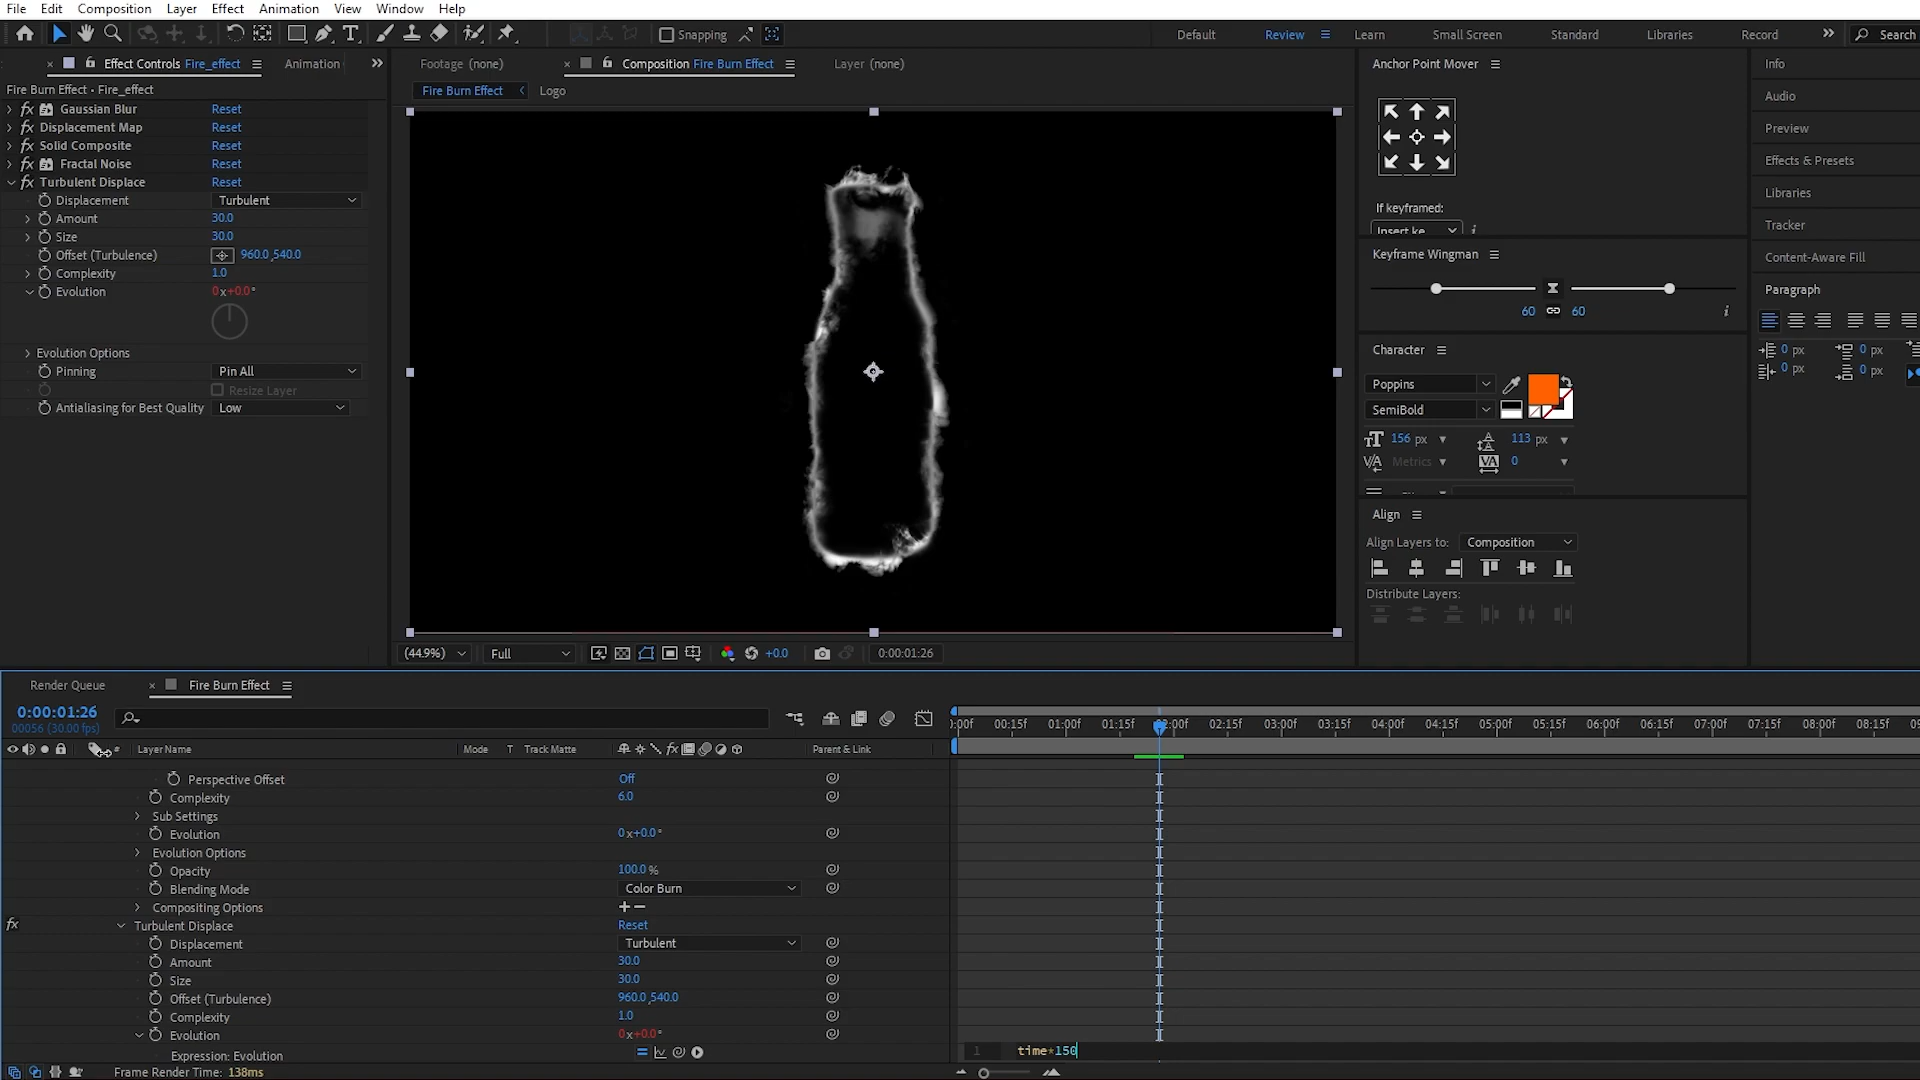 File Edit Composition Layer Effect Animation View Window Help
Snapping
Default Review Learn Small Screen Standard Libraries Record Search
Effect Controls Fire_effect Animation
Fire Burn Effect • Fire_effect
fx Gaussian Blur Reset
fx Displacement Map Reset
fx Solid Composite Reset
fx Fractal Noise Reset
fx Turbulent Displace Reset
Displacement Turbulent
Amount 30.0
Size 30.0
Offset (Turbulence) 960.0,540.0
Complexity 1.0
Evolution 0x+0.0°
Evolution Options
Pinning Pin All
Resize Layer
Antialiasing for Best Quality Low
Footage (none) Composition Fire Burn Effect Layer (none)
Fire Burn Effect Logo
(44.9%) Full +0.0 0:00:01:26
Anchor Point Mover
If keyframed:
Insert ke
Keyframe Wingman
60 60
Character
Poppins
SemiBold
156 px 113 px
Metrics 0
Align
Align Layers to: Composition
Distribute Layers:
Info
Audio
Preview
Effects & Presets
Libraries
Tracker
Content-Aware Fill
Paragraph
0 px 0 px
0 px 0 px
Render Queue Fire Burn Effect
0:00:01:26
00056 (30.00 fps)
# Layer Name Mode T Track Matte fx Parent & Link
:00f 00:15f 01:00f 01:15f 02:00f 02:15f 03:00f 03:15f 04:00f 04:15f 05:00f 05:15f 06:00f 06:15f 07:00f 07:15f 08:00f 08:15f 09
Perspective Offset Off
Complexity 6.0
Sub Settings
Evolution 0x+0.0°
Evolution Options
Opacity 100.0 %
Blending Mode Color Burn
Compositing Options
fx Turbulent Displace Reset
Displacement Turbulent
Amount 30.0
Size 30.0
Offset (Turbulence) 960.0,540.0
Complexity 1.0
Evolution 0x+0.0°
Expression: Evolution 1 time*150
Frame Render Time: 138ms